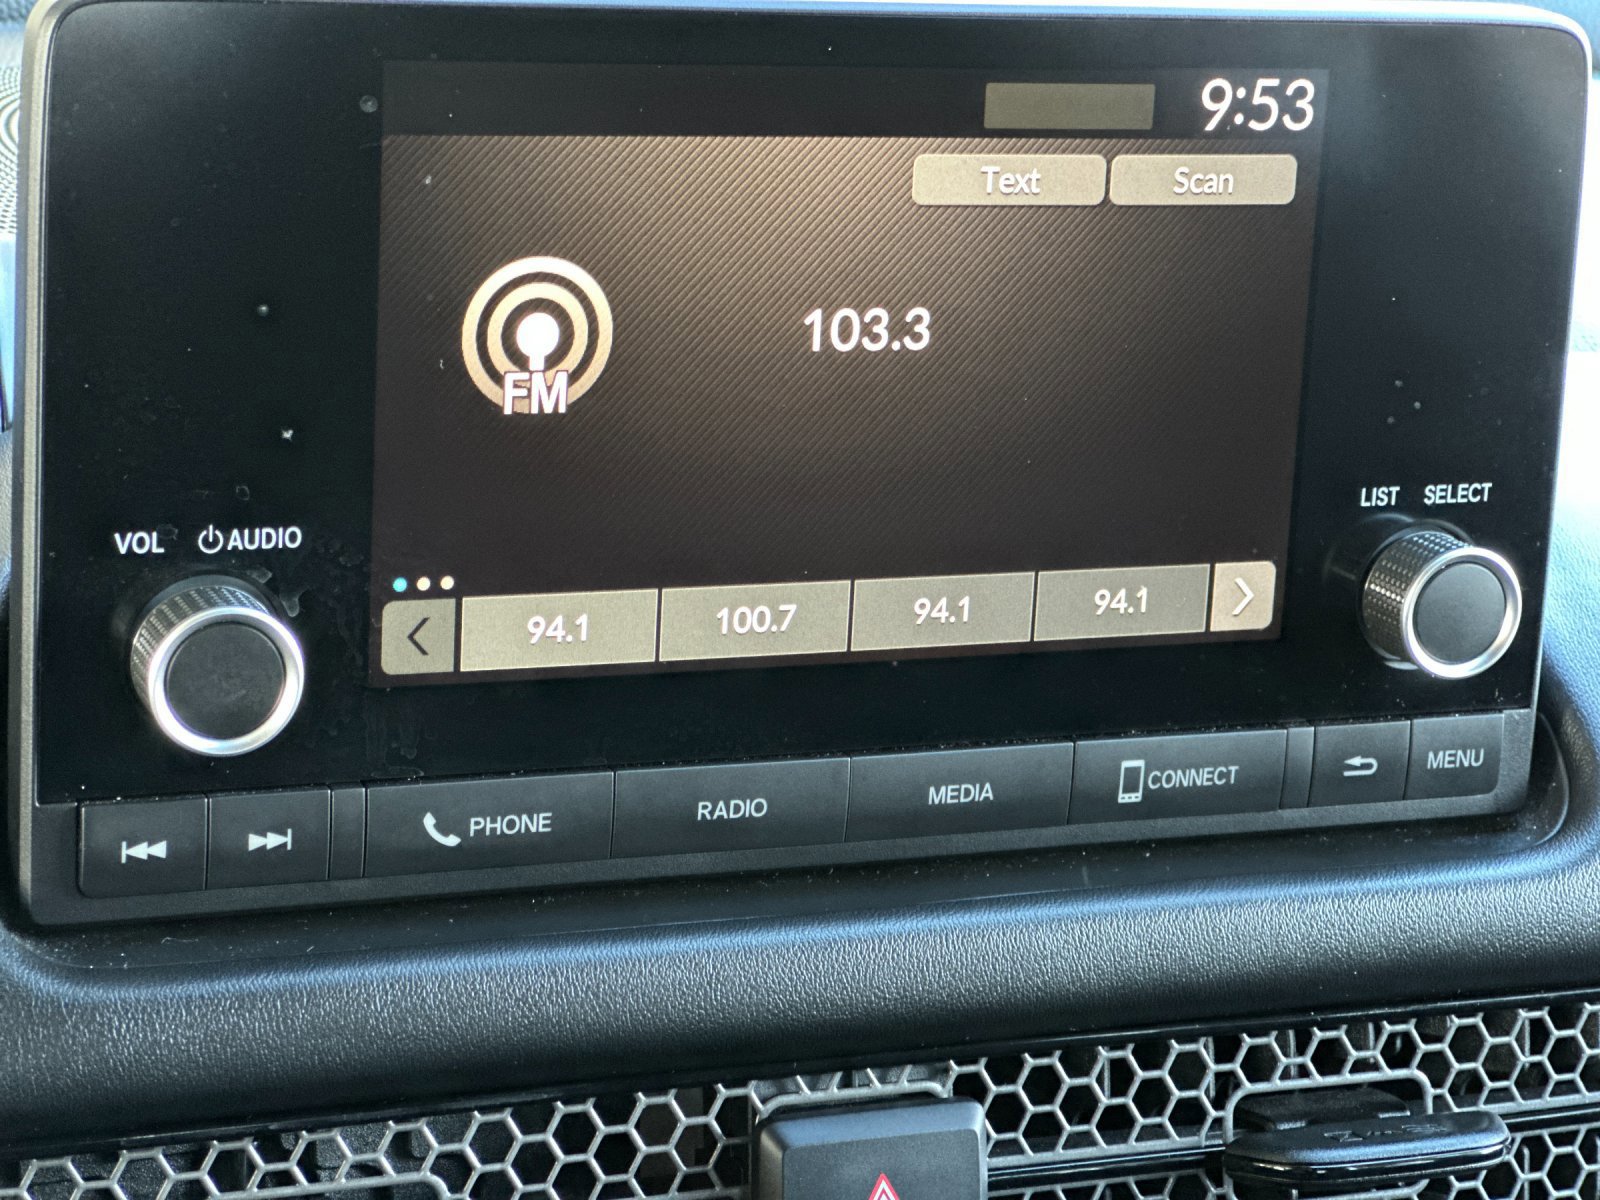 9:53
Text Scan
103.3
FM
LIST SELECT
VOL AUDIO
94.1 100.7 94.1 94.1
PHONE RADIO MEDIA CONNECT MENU